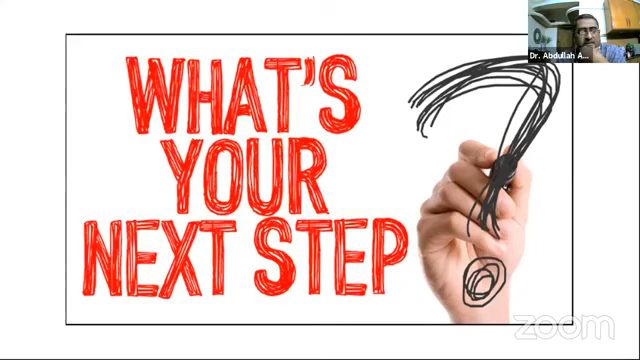 Dr. Abdullah A...
WHAT'S
YOUR
NEXT STEP
?
zoom